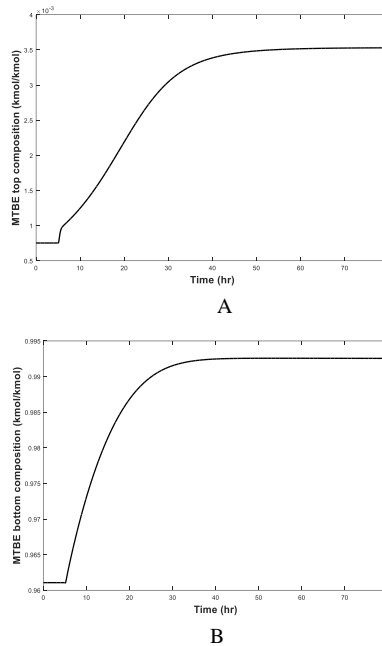 ×10⁻³
4
3.5
3
2.5
2
1.5
1
0.5
0 10 20 30 40 50 60 70
MTBE top composition (kmol/kmol)
Time (hr)
A
0.995
0.99
0.985
0.98
0.975
0.97
0.965
0.96
0 10 20 30 40 50 60 70
MTBE bottom composition (kmol/kmol)
Time (hr)
B